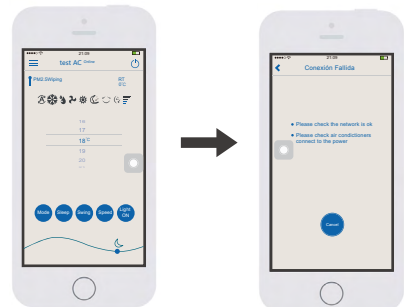 21:09
test AC Online
PM2.5Wiping
RT
0°C
16
17
18°C
19
20
Mode
Sleep
Swing
Speed
Light
ON
21:09
Conexión Fallida
Please check the network is ok
Please check air condictioners
connect to the power
Cancel